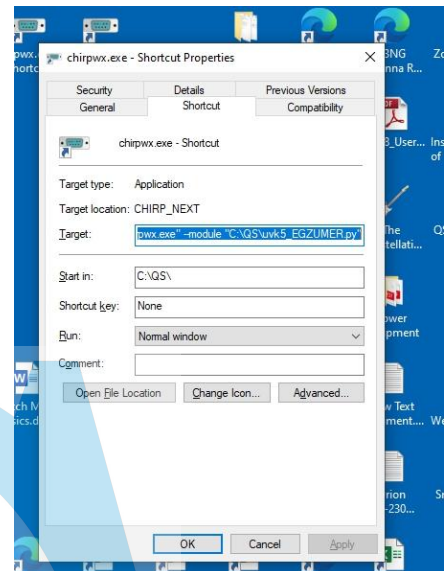 chirpwx.exe - Shortcut Properties
Security Details Previous Versions
General Shortcut Compatibility
chirpwx.exe - Shortcut
Target type: Application
Target location: CHIRP_NEXT
Target: pwx.exe" –module "C:\QS\uvk5_EGZUMER.py"
Start in: C:\QS\
Shortcut key: None
Run: Normal window
Comment:
Open File Location Change Icon... Advanced...
OK Cancel Apply